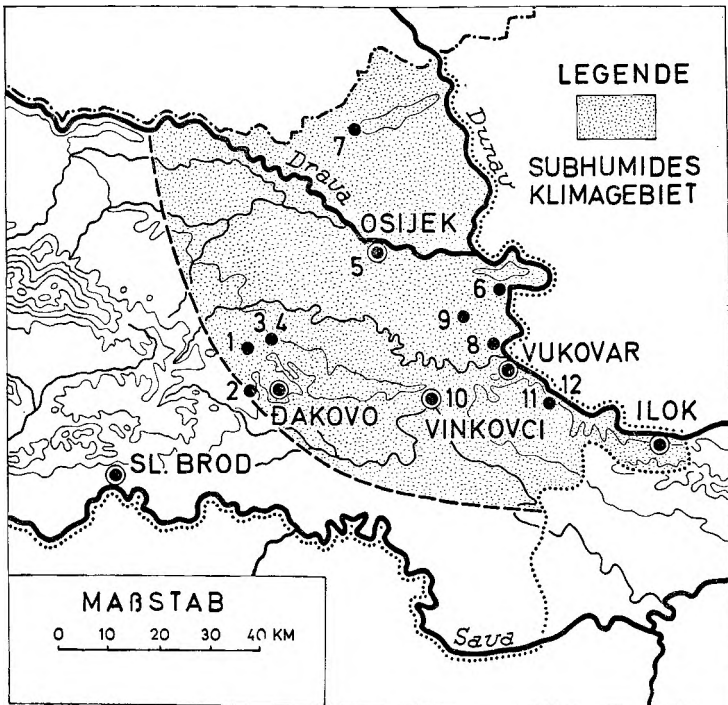 LEGENDE
SUBHUMIDES
KLIMAGEBIET
Dunav
7
Drava
OSIJEK
5
6
9
3 4
1
8
VUKOVAR
2
ĐAKOVO
10
VINKOVCI
11
12
ILOK
SL. BROD
MAßSTAB
0 10 20 30 40 KM
Sava